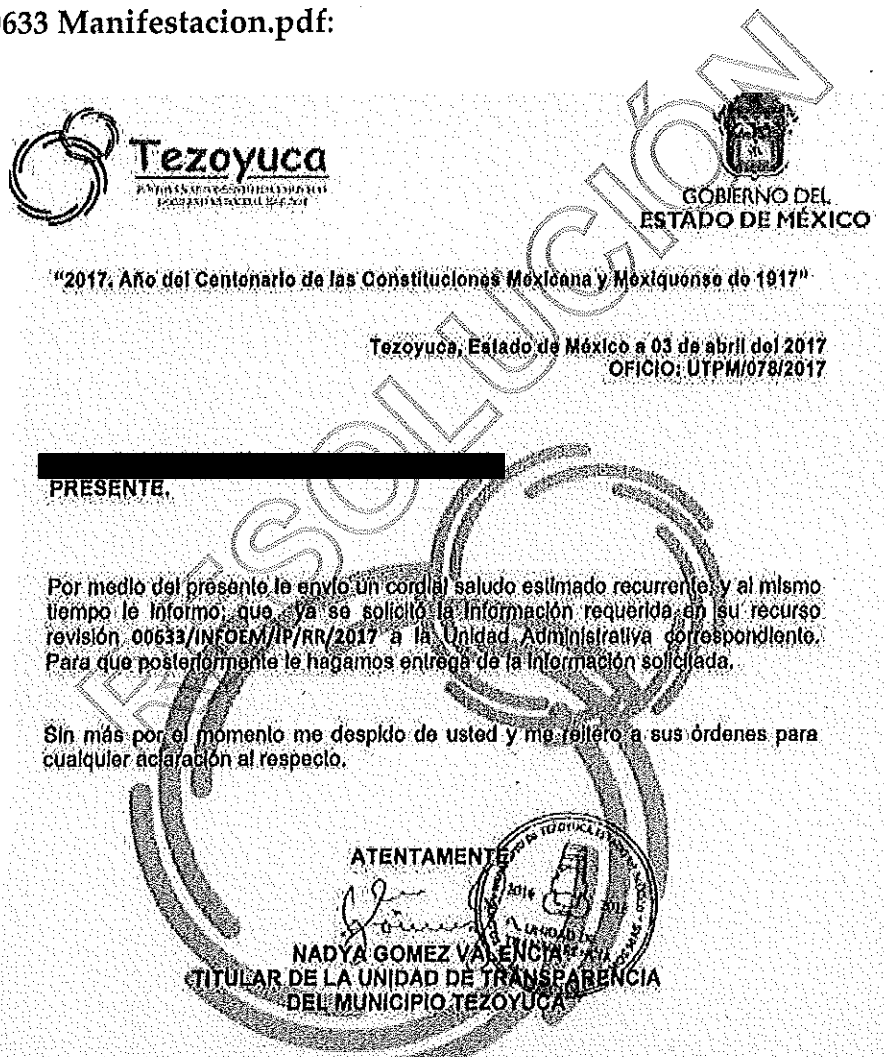 633 Manifestacion.pdf:
Tezoyuca
GOBIERNO DEL
ESTADO DE MÉXICO
"2017. Año del Centenario de las Constituciones Mexicana y Mexiquense de 1917"
Tezoyuca, Estado de México a 03 de abril del 2017
OFICIO: UTPM/078/2017
PRESENTE.
Por medio del presente le envío un cordial saludo estimado recurrente, y al mismo
tiempo le informo; que ya se solicitó la información requerida en su recurso
revisión 00633/INFOEM/IP/RR/2017 a la Unidad Administrativa correspondiente.
Para que posteriormente le hagamos entrega de la información solicitada.
Sin más por el momento me despido de usted y me reitero a sus órdenes para
cualquier aclaración al respecto.
ATENTAMENTE
NADYA GOMEZ VALENCIA
TITULAR DE LA UNIDAD DE TRANSPARENCIA
DEL MUNICIPIO TEZOYUCA
RESOLUCIÓN